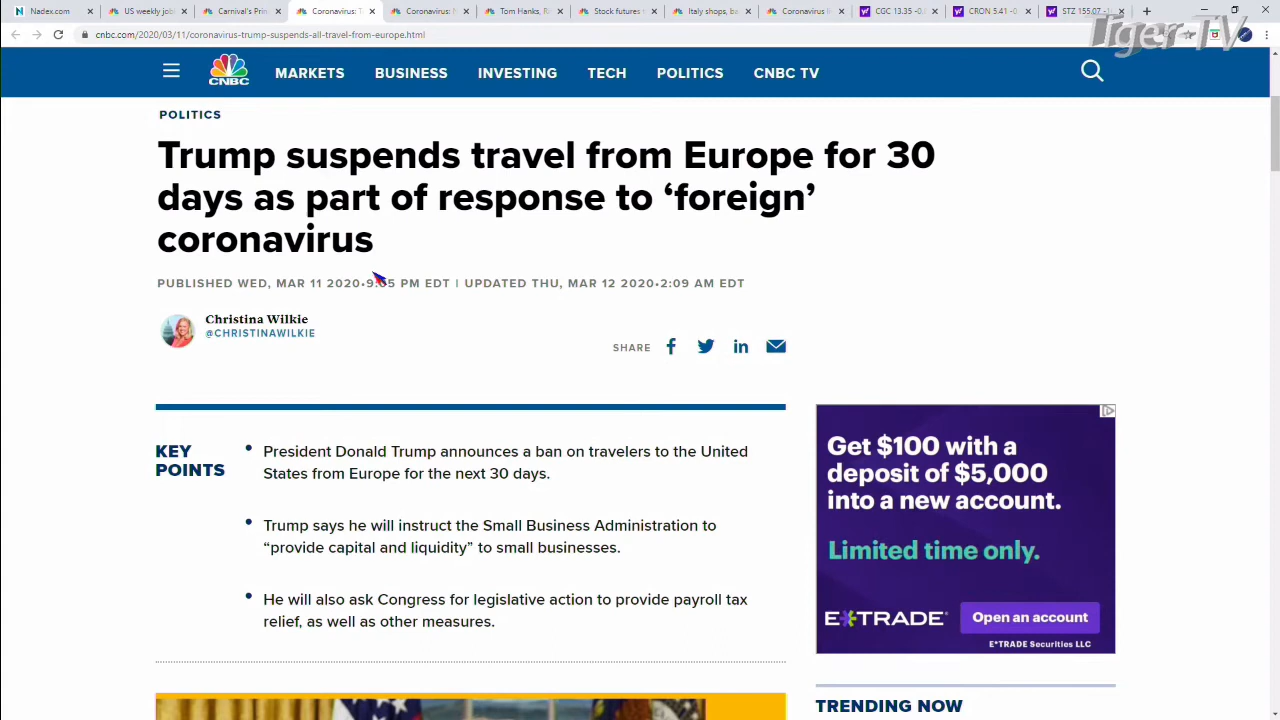 Nadex.com
US weekly job
Carnival's Prin
Coronavirus: T
Coronavirus: N
Tom Hanks, R
Stock futures
Italy shops, ba
Coronavirus li
CGC 13.35 -0.
CRON 5.41 -0
STZ 155.07 -1
Tiger-TV
cnbc.com/2020/03/11/coronavirus-trump-suspends-all-travel-from-europe.html
CNBC
MARKETS
BUSINESS
INVESTING
TECH
POLITICS
CNBC TV
POLITICS
Trump suspends travel from Europe for 30
days as part of response to ‘foreign’
coronavirus
PUBLISHED WED, MAR 11 2020•9:05 PM EDT | UPDATED THU, MAR 12 2020•2:09 AM EDT
Christina Wilkie
@CHRISTINAWILKIE
SHARE
KEY
POINTS
President Donald Trump announces a ban on travelers to the United
States from Europe for the next 30 days.
Trump says he will instruct the Small Business Administration to
“provide capital and liquidity” to small businesses.
He will also ask Congress for legislative action to provide payroll tax
relief, as well as other measures.
Get $100 with a
deposit of $5,000
into a new account.
Limited time only.
E*TRADE
Open an account
E*TRADE Securities LLC
TRENDING NOW